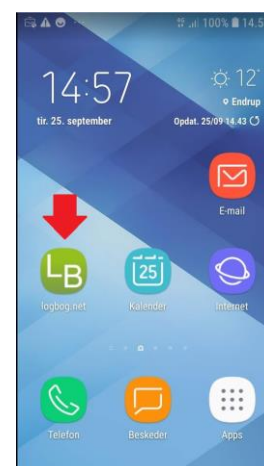 100% 14.5
14:57
12°
Endrup
tir. 25. september
Opdat. 25/09 14.43
E-mail
LB
25
logbog.net
Kalender
Internet
Telefon
Beskeder
Apps